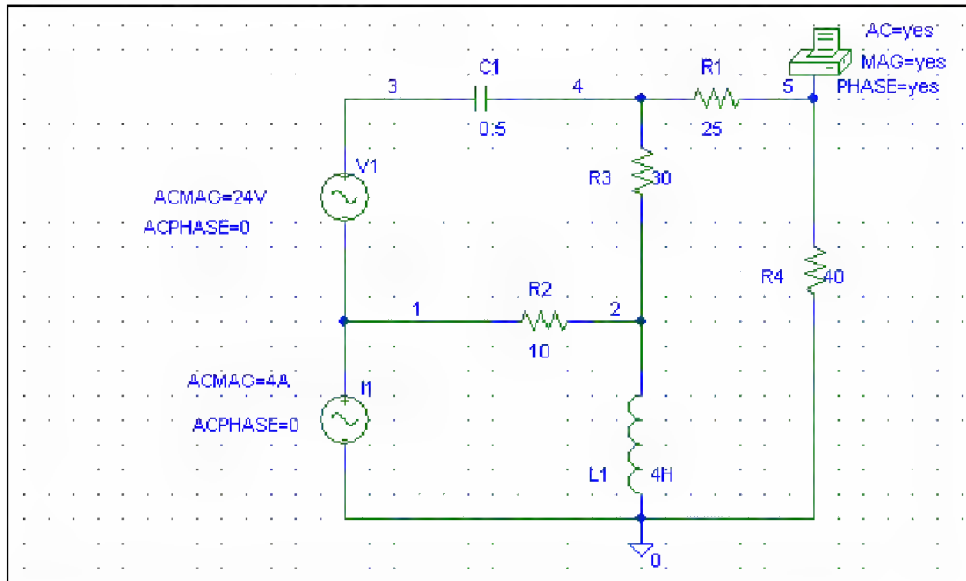 AC=yes
MAG=yes
PHASE=yes
3
C1
4
R1
5
0.5
25
V1
R3
30
ACMAG=24V
ACPHASE=0
R4
40
1
R2
2
10
ACMAG=4A
I1
ACPHASE=0
L1
4H
0